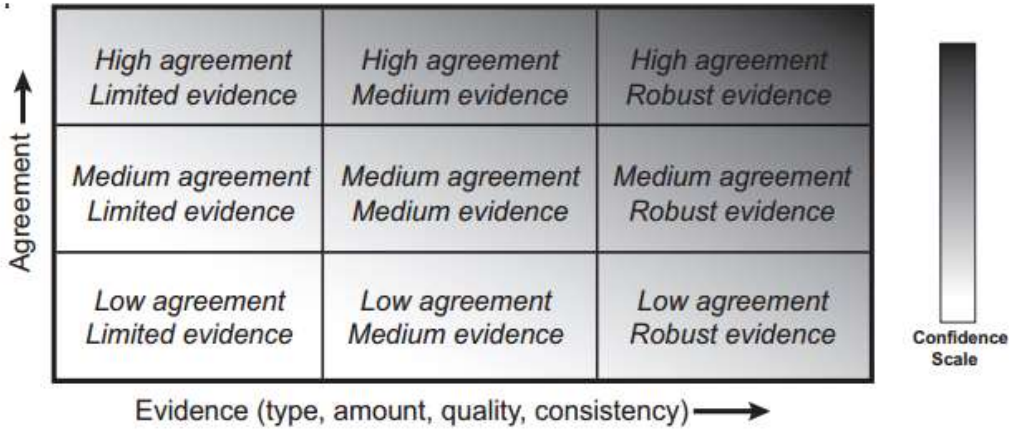 High agreement
Limited evidence
High agreement
Medium evidence
High agreement
Robust evidence
Medium agreement
Limited evidence
Medium agreement
Medium evidence
Medium agreement
Robust evidence
Low agreement
Limited evidence
Low agreement
Medium evidence
Low agreement
Robust evidence
Agreement
Evidence (type, amount, quality, consistency)
Confidence
Scale